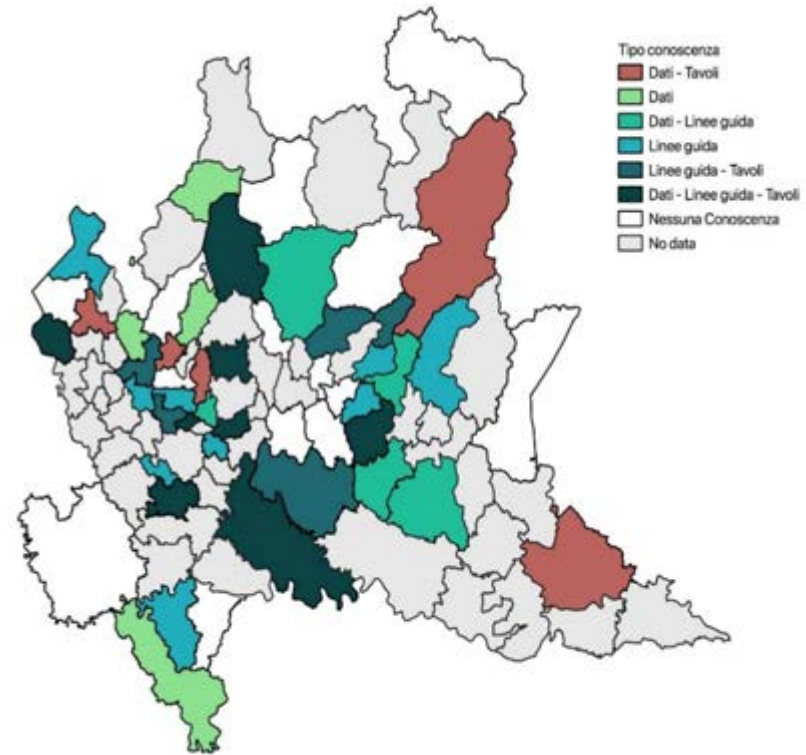 Tipo conoscenza
Dati - Tavoli
Dati
Dati - Linee guida
Linee guida
Linee guida - Tavoli
Dati - Linee guida - Tavoli
Nessuna Conoscenza
No data